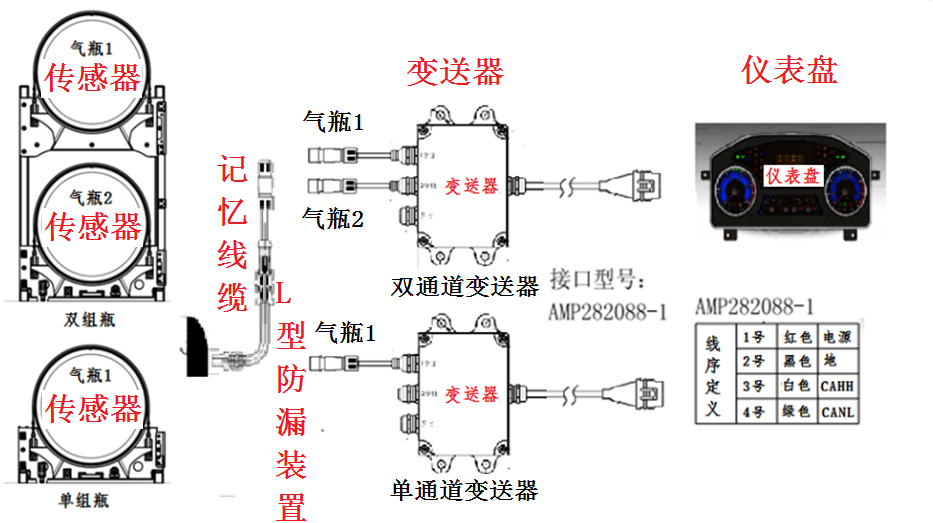 气瓶1
传感器
气瓶2
传感器
双组瓶
气瓶1
传感器
单组瓶
记忆线缆
L型防漏装置
变送器
气瓶1
气瓶2
变送器
双通道变送器
接口型号：
AMP282088-1
气瓶1
变送器
单通道变送器
仪表盘
仪表盘
AMP282088-1
线序定义
1号 红色 电源
2号 黑色 地
3号 白色 CAHH
4号 绿色 CANL